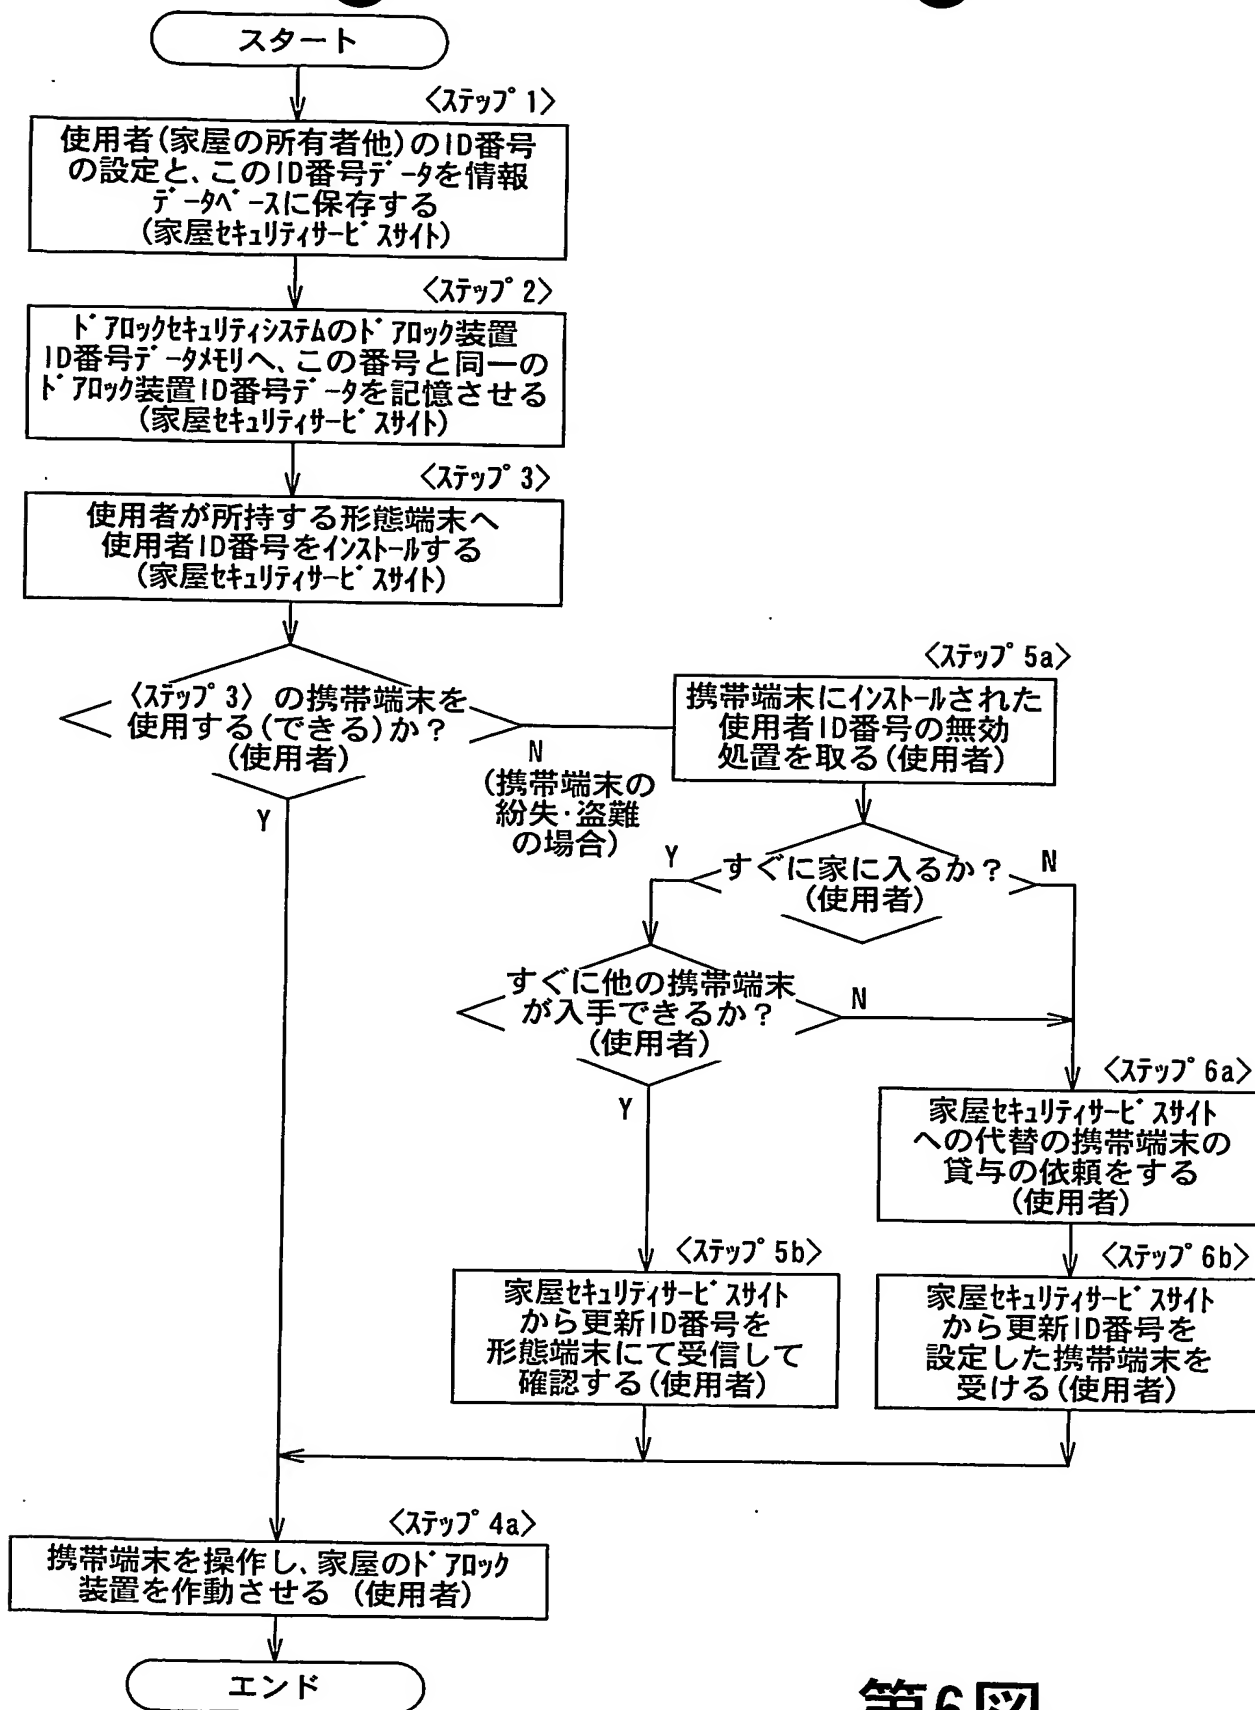 スタート
〈ステップ1〉
使用者(家屋の所有者他)のID番号
の設定と、このID番号データを情報
データベースに保存する
(家屋セキュリティサービスサイト)
〈ステップ2〉
ドアロックセキュリティシステムのドアロック装置
ID番号データメモリへ、この番号と同一の
ドアロック装置ID番号データを記憶させる
(家屋セキュリティサービスサイト)
〈ステップ3〉
使用者が所持する形態端末へ
使用者ID番号をインストールする
(家屋セキュリティサービスサイト)
〈ステップ3〉の携帯端末を
使用する(できる)か?
(使用者)
Y
N
(携帯端末の
紛失·盗難
の場合)
〈ステップ5a〉
携帯端末にインストールされた
使用者ID番号の無効
処置を取る(使用者)
すぐに家に入るか?
(使用者)
Y
N
すぐに他の携帯端末
が入手できるか?
(使用者)
N
Y
〈ステップ6a〉
家屋セキュリティサービスサイト
への代替の携帯端末の
貸与の依頼をする
(使用者)
〈ステップ5b〉
家屋セキュリティサービスサイト
から更新ID番号を
形態端末にて受信して
確認する(使用者)
〈ステップ6b〉
家屋セキュリティサービスサイト
から更新ID番号を
設定した携帯端末を
受ける(使用者)
〈ステップ4a〉
携帯端末を操作し、家屋のドアロック
装置を作動させる (使用者)
エンド
第6図